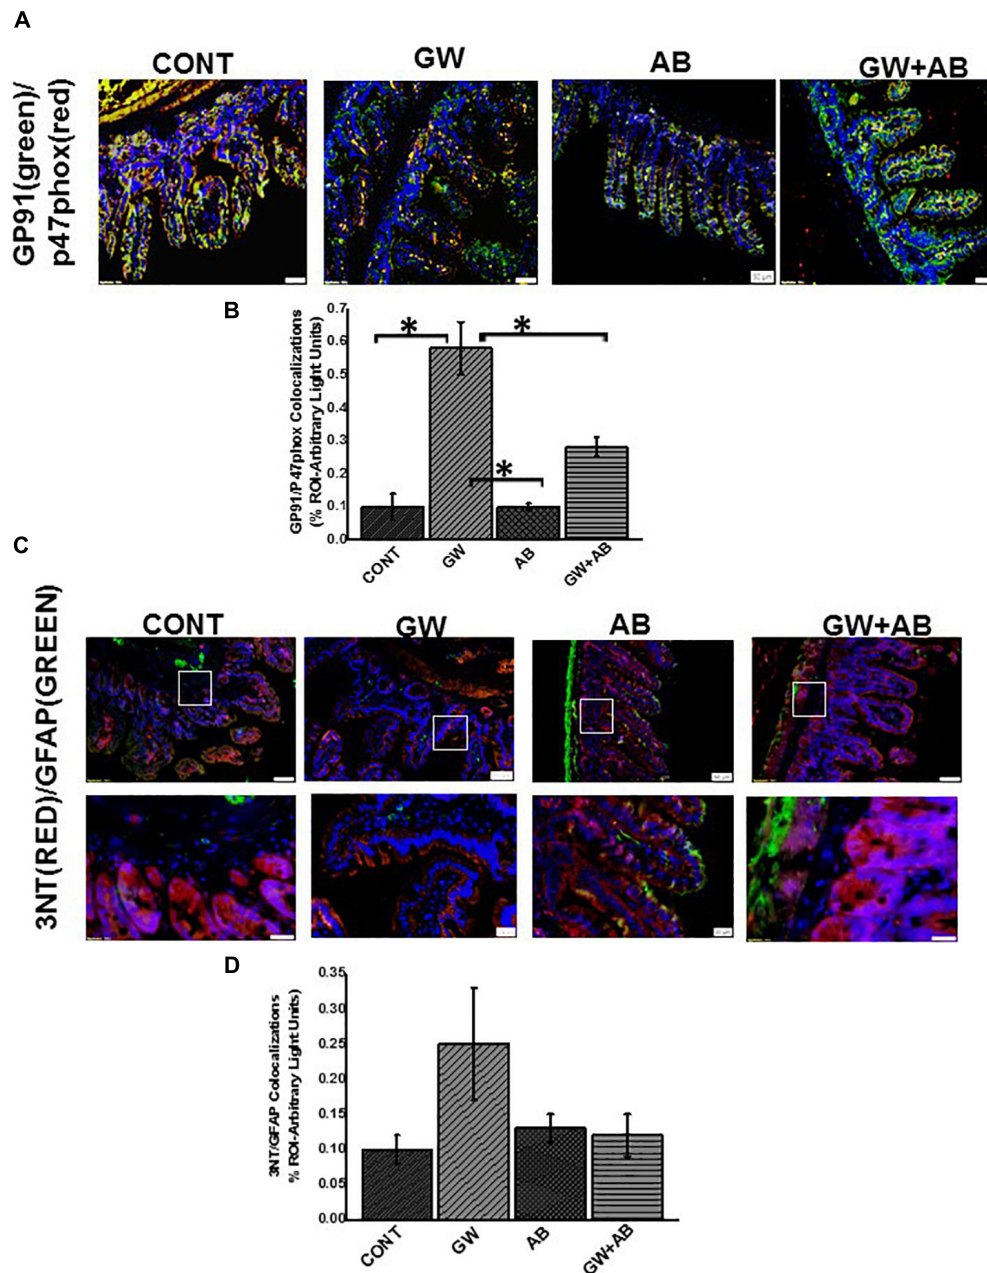 A
CONT
GW
AB
GW+AB
GP91(green)/
p47phox(red)
50 µm
B
GP91/P47phox Colocalizations
(% ROI-Arbitrary Light Units)
0.7
0.6
0.5
0.4
0.3
0.2
0.1
0.0
*
*
*
CONT
GW
AB
GW+AB
C
CONT
GW
AB
GW+AB
3NT(RED)/GFAP(GREEN)
D
3NT/GFAP Colocalizations
% ROI-Arbitrary Light Units)
0.35
0.30
0.25
0.20
0.15
0.10
0.05
0.00
CONT
GW
AB
GW+AB